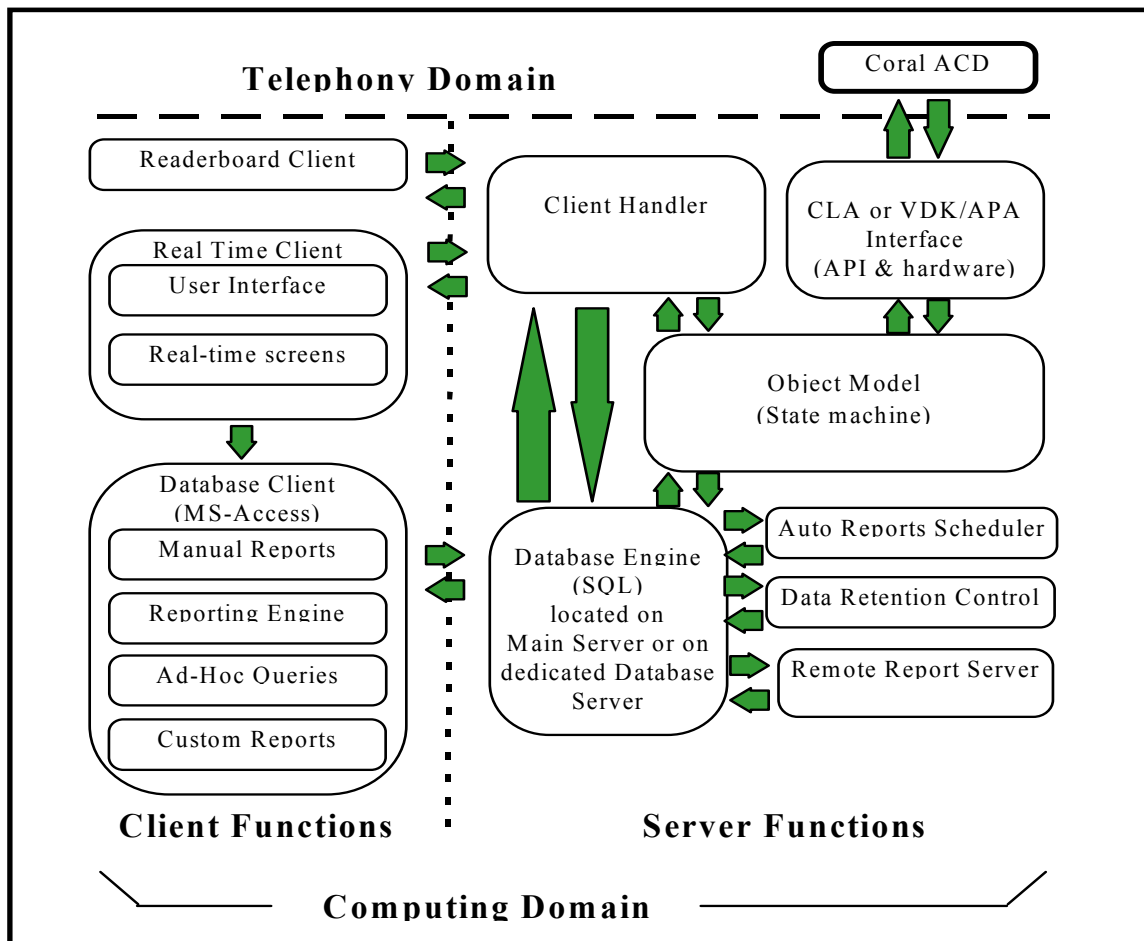 Coral ACD
Telephony Domain
Readerboard Client
Real Time Client
User Interface
Real-time screens
Database Client
(MS-Access)
Manual Reports
Reporting Engine
Ad-Hoc Queries
Custom Reports
Client Functions
Client Handler
CLA or VDK/APA
Interface
(API & hardware)
Object Model
(State machine)
Database Engine
(SQL)
located on
Main Server or on
dedicated Database
Server
Auto Reports Scheduler
Data Retention Control
Remote Report Server
Server Functions
Computing Domain